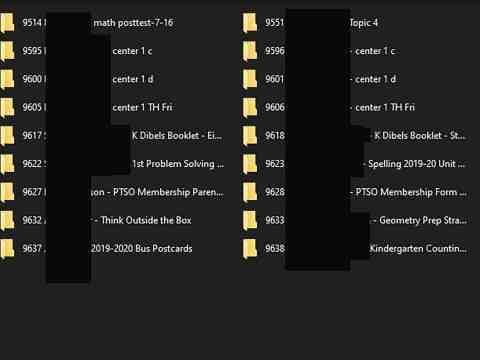 9514 math posttest-7-16
9551 Topic 4
9595 center 1 c
9596 - center 1 c
9600 center 1 d
9601 - center 1 d
9605 center 1 TH Fri
9606 - center 1 TH Fri
9617 K Dibels Booklet - Ei...
9618 - K Dibels Booklet - St...
9622 1st Problem Solving ...
9623 - Spelling 2019-20 Unit ...
9627 son - PTSO Membership Paren...
9628 - PTSO Membership Form ...
9632 - Think Outside the Box
9633 - Geometry Prep Stra...
9637 2019-2020 Bus Postcards
9638 Kindergarten Countin...